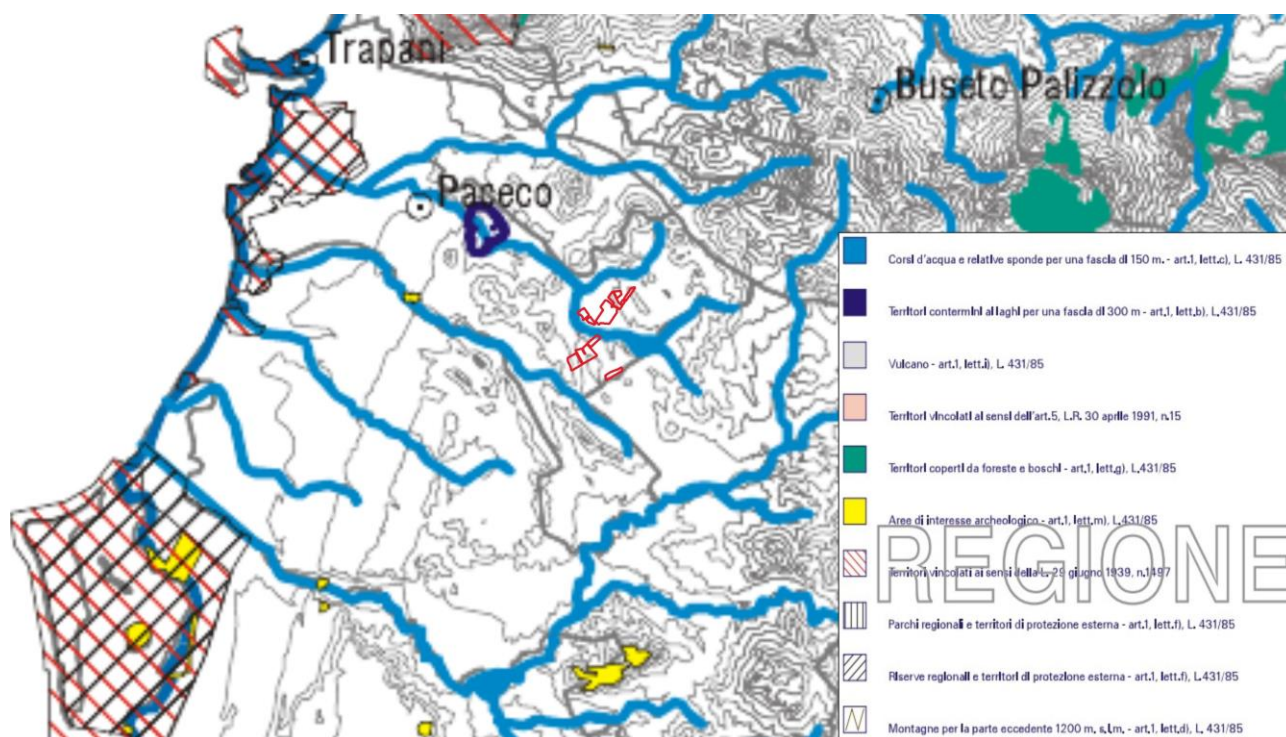 Trapani
Buseto Palizzolo
Paceco
Corsi d'acqua e relative sponde per una fascia di 150 m. - art.1, lett.c), L. 431/85
Territori contermini ai laghi per una fascia di 300 m - art.1, lett.b), L.431/85
Vulcano - art.1, lett.i), L. 431/85
Territori vincolati ai sensi dell'art.5, L.R. 30 aprile 1991, n.15
Territori coperti da foreste e boschi - art.1, lett.g), L.431/85
Aree di interesse archeologico - art.1, lett.m), L.431/85
REGIONE
Territori vincolati ai sensi della L. 29 giugno 1939, n.1497
Parchi regionali e territori di protezione esterna - art.1, lett.f), L. 431/85
Riserve regionali e territori di protezione esterna - art.1, lett.f), L.431/85
Montagne per la parte eccedente 1200 m. s.l.m. - art.1, lett.d), L. 431/85